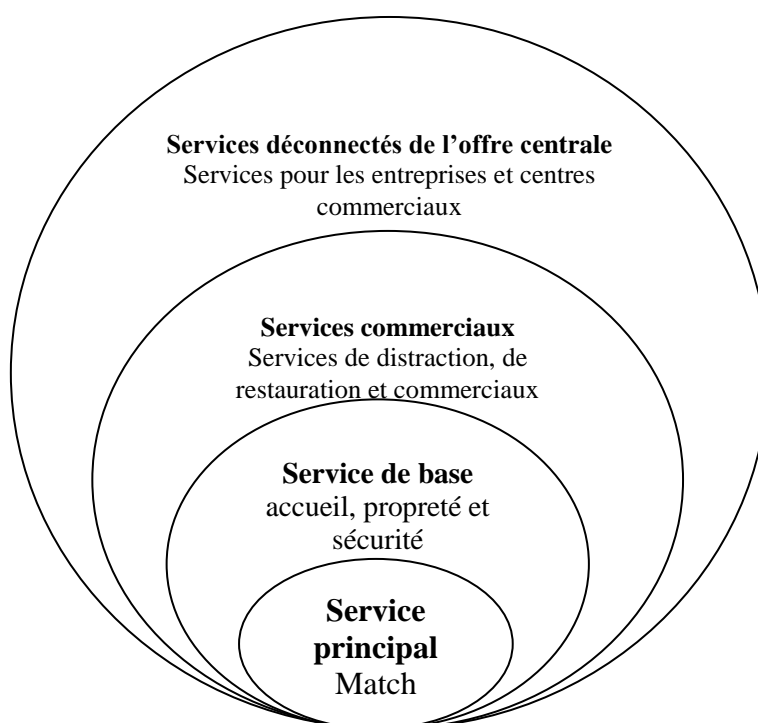 Services déconnectés de l’offre centrale
Services pour les entreprises et centres
commerciaux
Services commerciaux
Services de distraction, de
restauration et commerciaux
Service de base
accueil, propreté et
sécurité
Service
principal
Match